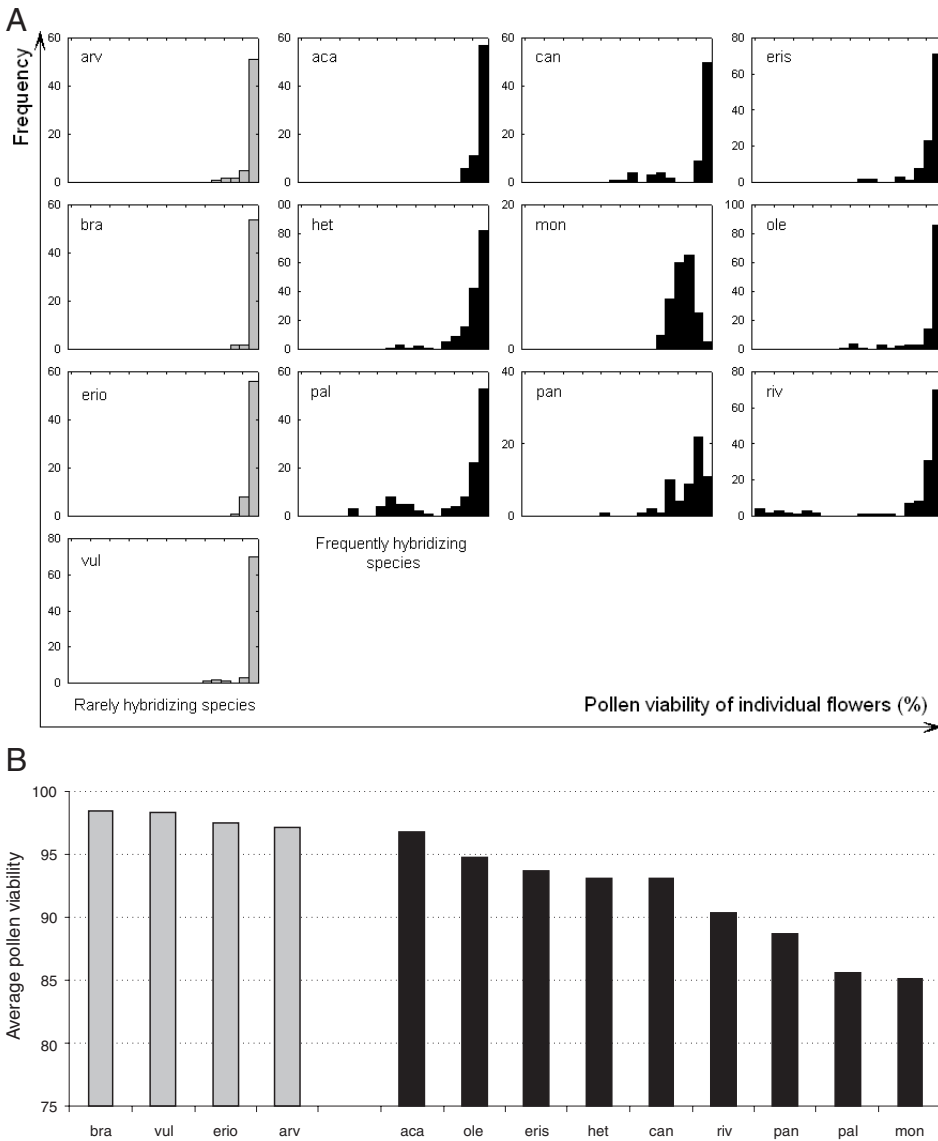 A
Frequency
60
40
20
0
arv
60
40
20
0
aca
60
40
20
0
can
80
60
40
20
0
eris
60
40
20
0
bra
00
80
60
40
20
0
het
20
0
mon
100
80
60
40
20
0
ole
60
40
20
0
erio
60
40
20
0
pal
40
20
0
pan
80
60
40
20
0
riv
80
60
40
20
0
vul
Frequently hybridizing
species
Rarely hybridizing species
Pollen viability of individual flowers (%)
B
Average pollen viability
100
95
90
85
80
75
bra vul erio arv aca ole eris het can riv pan pal mon